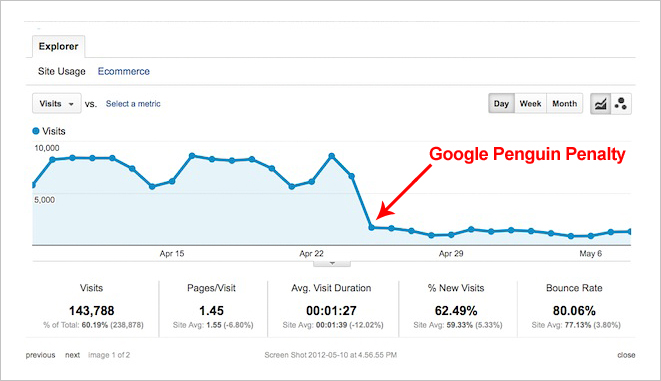 Explorer
Site Usage Ecommerce
Visits vs. Select a metric Day Week Month
Visits
10,000
Google Penguin Penalty
5,000
Apr 15 Apr 22 Apr 29 May 6
Visits Pages/Visit Avg. Visit Duration % New Visits Bounce Rate
143,788 1.45 00:01:27 62.49% 80.06%
% of Total: 60.19% (238,878) Site Avg: 1.55 (-6.80%) Site Avg: 00:01:39 (-12.02%) Site Avg: 59.33% (5.33%) Site Avg: 77.13% (3.80%)
previous next image 1 of 2 Screen Shot 2012-05-10 at 4.56.55 PM close